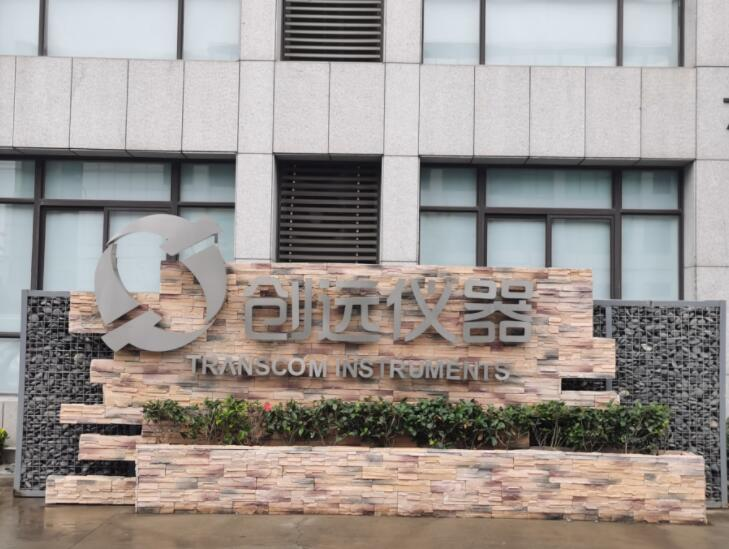 创远仪器
TRANSCOM INSTRUMENTS